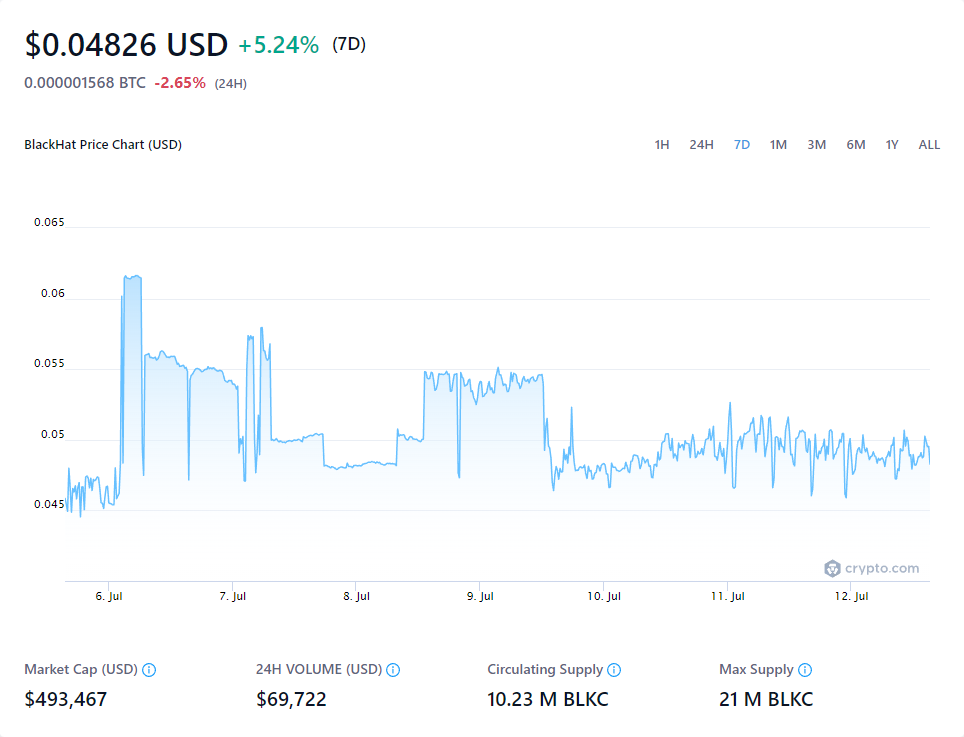 $0.04826 USD +5.24% (7D)
0.000001568 BTC -2.65% (24H)
BlackHat Price Chart (USD) 1H 24H 7D 1M 3M 6M 1Y ALL
0.065
0.06
0.055
0.05
0.045
crypto.com
6. Jul 7. Jul 8. Jul 9. Jul 10. Jul 11. Jul 12. Jul
Market Cap (USD) 24H VOLUME (USD) Circulating Supply Max Supply
$493,467 $69,722 10.23 M BLKC 21 M BLKC